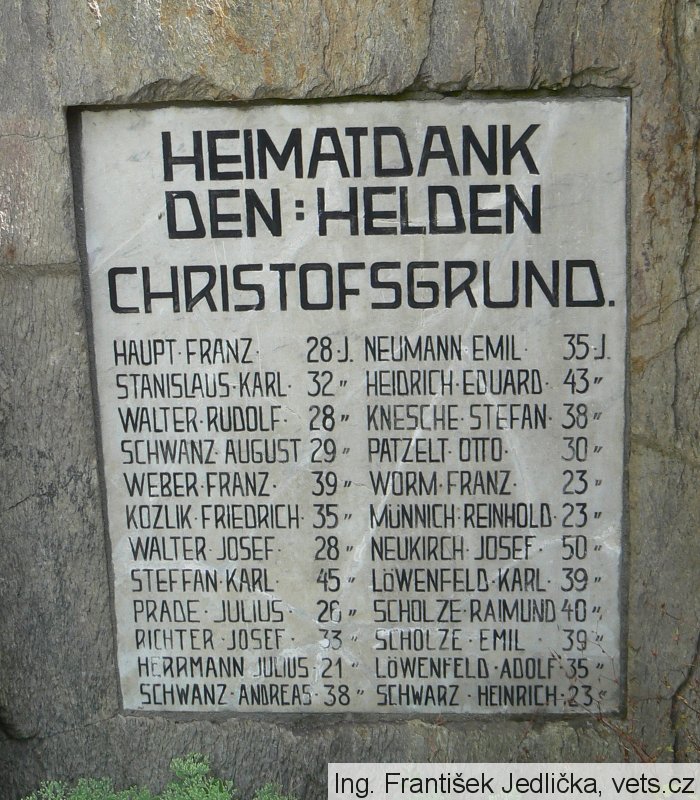 HEIMATDANK
DEN : HELDEN
CHRISTOFSGRUND.
HAUPT · FRANZ · 28 J. NEUMANN EMIL · 35 · J.
STANISLAUS · KARL · 32 " HEIDRICH · EDUARD · 43 "
WALTER · RUDOLF · 28 " KNESCHE · STEFAN · 38 "
SCHWANZ · AUGUST 29 " PATZELT · OTTO · 30 "
WEBER · FRANZ · 39 " WORM · FRANZ · 23 "
KOZLIK · FRIEDRICH · 35 " MÜNNICH · REINHOLD · 23 "
WALTER · JOSEF · 28 " NEUKIRCH · JOSEF · 50 "
STEFFAN · KARL 45 " LÖWENFELD · KARL · 39 "
PRADE · JULIUS 26 " SCHOLZE · RAIMUND 40 "
RICHTER · JOSEF · 33 " SCHOLZE · EMIL 39 "
HERRMANN JULIUS · 21 " LÖWENFELD · ADOLF · 35 "
SCHWANZ · ANDREAS · 38 " SCHWARZ · HEINRICH · 23 "
Ing. František Jedlička, vets.cz